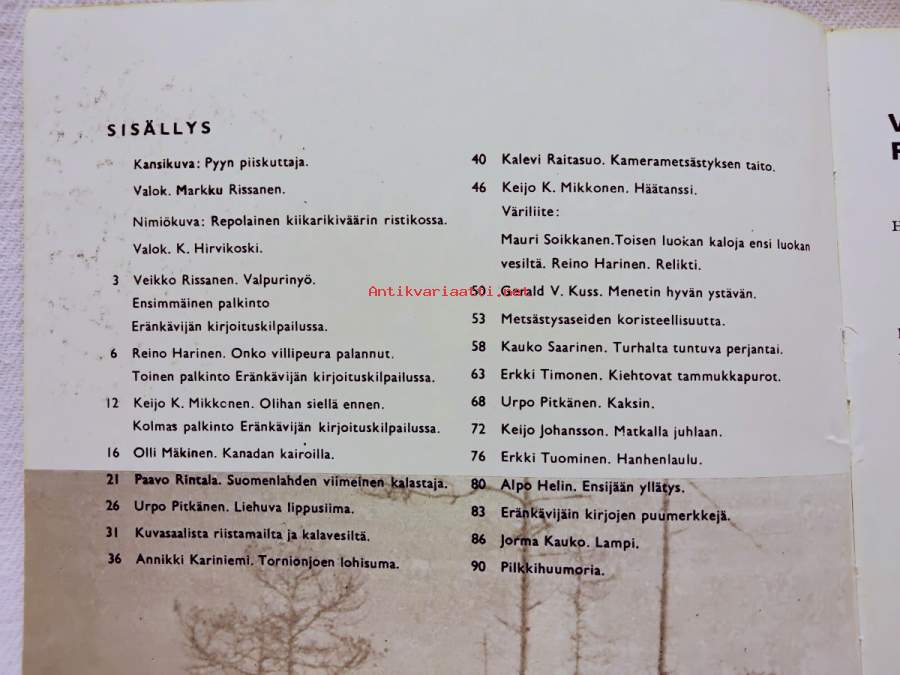 SISÄLLYS
Kansikuva: Pyyn piiskuttaja.
Valok. Markku Rissanen.
Nimiökuva: Repolainen kiikarikiväärin ristikossa.
Valok. K. Hirvikoski.
3 Veikko Rissanen. Valpurinyö.
Ensimmäinen palkinto
Eränkävijän kirjoituskilpailussa.
6 Reino Harinen. Onko villipeura palannut.
Toinen palkinto Eränkävijän kirjoituskilpailussa.
12 Keijo K. Mikkonen. Olihan siellä ennen.
Kolmas palkinto Eränkävijän kirjoituskilpailussa.
16 Olli Mäkinen. Kanadan kairoilla.
21 Paavo Rintala. Suomenlahden viimeinen kalastaja.
26 Urpo Pitkänen. Liehuva lippusiima.
31 Kuvasaalista riistamailta ja kalavesiltä.
36 Annikki Kariniemi. Tornionjoen lohisuma.
40 Kalevi Raitasuo. Kamerametsästyksen taito.
46 Keijo K. Mikkonen. Häätanssi.
Väriliite:
Mauri Soikkanen.Toisen luokan kaloja ensi luokan
vesiltä. Reino Harinen. Relikti.
50 Gerald V. Kuss. Menetin hyvän ystävän.
53 Metsästysaseiden koristeellisuutta.
58 Kauko Saarinen. Turhalta tuntuva perjantai.
63 Erkki Timonen. Kiehtovat tammukkapurot.
68 Urpo Pitkänen. Kaksin.
72 Keijo Johansson. Matkalla juhlaan.
76 Erkki Tuominen. Hanhenlaulu.
80 Alpo Helin. Ensijään yllätys.
83 Eränkävijäin kirjojen puumerkkejä.
86 Jorma Kauko. Lampi.
90 Pilkkihuumoria.
Antikvariaatti.net